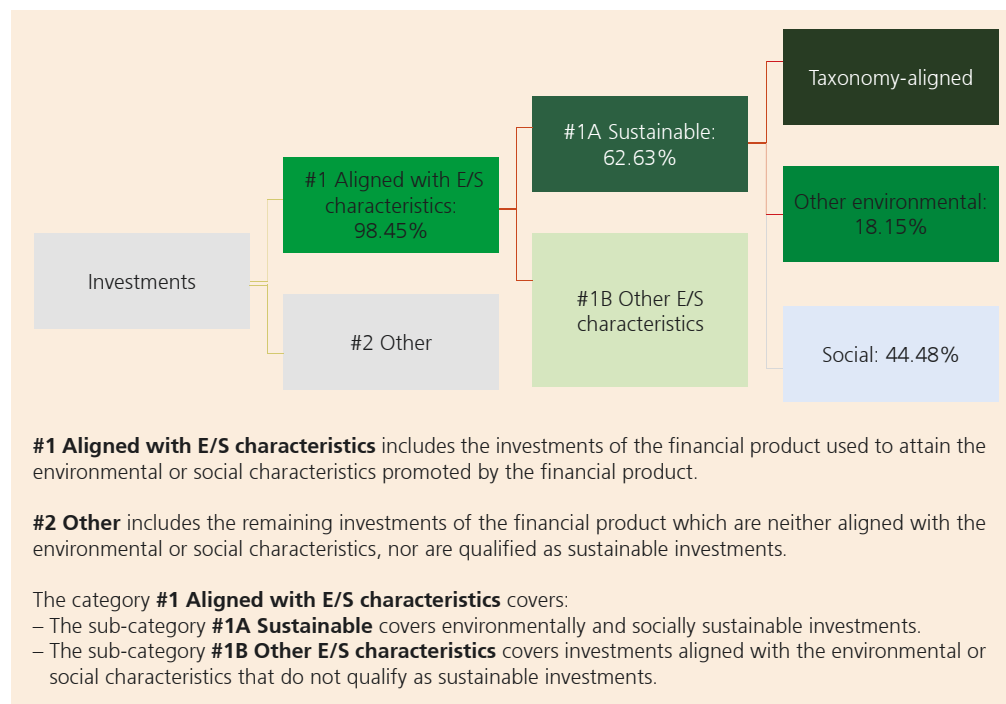 Investments
#1 Aligned with E/S
characteristics:
98.45%
#2 Other
#1A Sustainable:
62.63%
#1B Other E/S
characteristics
Taxonomy-aligned
Other environmental:
18.15%
Social: 44.48%
#1 Aligned with E/S characteristics includes the investments of the financial product used to attain the
environmental or social characteristics promoted by the financial product.
#2 Other includes the remaining investments of the financial product which are neither aligned with the
environmental or social characteristics, nor are qualified as sustainable investments.
The category #1 Aligned with E/S characteristics covers:
– The sub-category #1A Sustainable covers environmentally and socially sustainable investments.
– The sub-category #1B Other E/S characteristics covers investments aligned with the environmental or
social characteristics that do not qualify as sustainable investments.